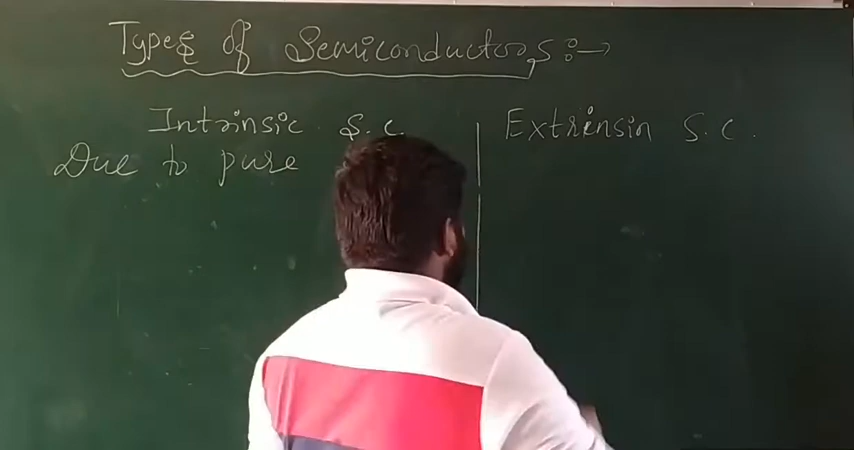 Types of Semiconductors :→
Intrinsic S.C.
Extrinsin S.C.
Due to pure